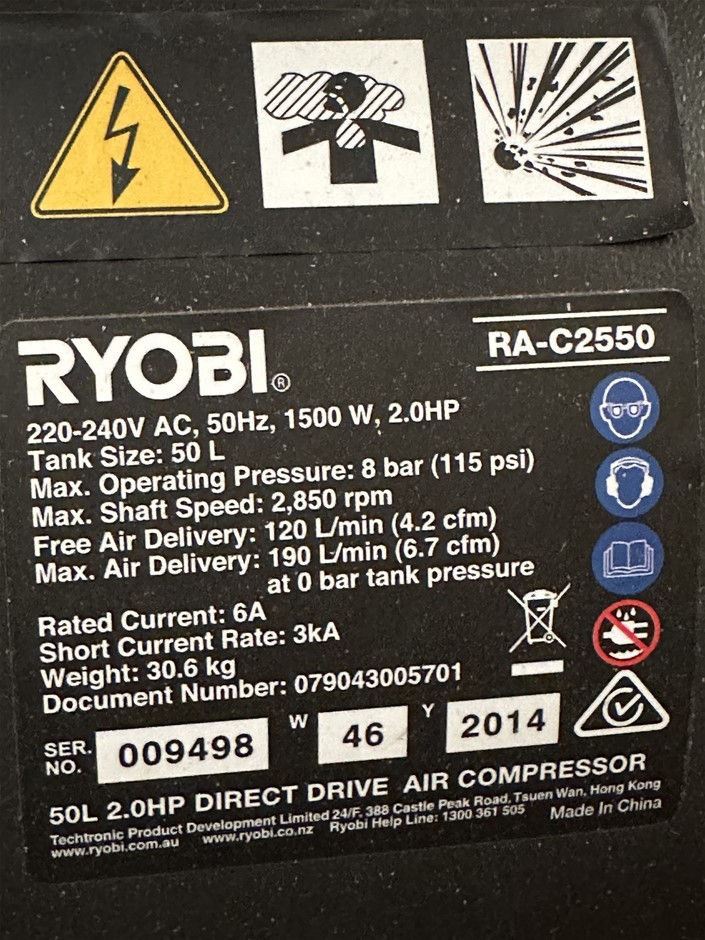 RYOBI®
RA-C2550
220-240V AC, 50Hz, 1500 W, 2.0HP
Tank Size: 50 L
Max. Operating Pressure: 8 bar (115 psi)
Max. Shaft Speed: 2,850 rpm
Free Air Delivery: 120 L/min (4.2 cfm)
Max. Air Delivery: 190 L/min (6.7 cfm)
at 0 bar tank pressure
Rated Current: 6A
Short Current Rate: 3kA
Weight: 30.6 kg
Document Number: 079043005701
SER. NO. 009498 W 46 Y 2014
50L 2.0HP DIRECT DRIVE AIR COMPRESSOR
Techtronic Product Development Limited 24/F. 388 Castle Peak Road, Tsuen Wan, Hong Kong
www.ryobi.com.au www.ryobi.co.nz Ryobi Help Line: 1300 361 505 Made In China